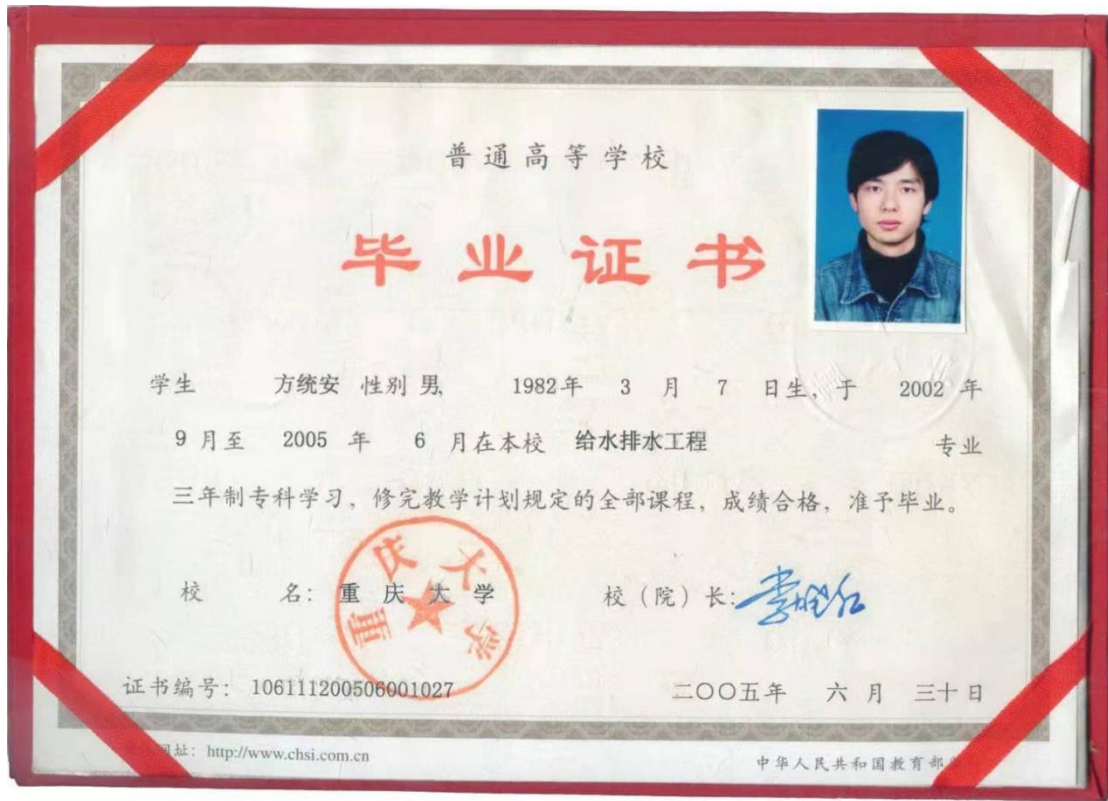 普通高等学校
毕业证书
学生 方统安 性别 男, 1982年 3 月 7 日生, 于 2002 年
9 月至 2005 年 6 月在本校 给水排水工程 专业
三年制专科学习, 修完教学计划规定的全部课程, 成绩合格, 准予毕业。
校 名: 重庆大学 校（院）长:
重庆大学
证书编号: 106111200506001027 二〇〇五年 六月 三十日
网址: http://www.chsi.com.cn
中华人民共和国教育部